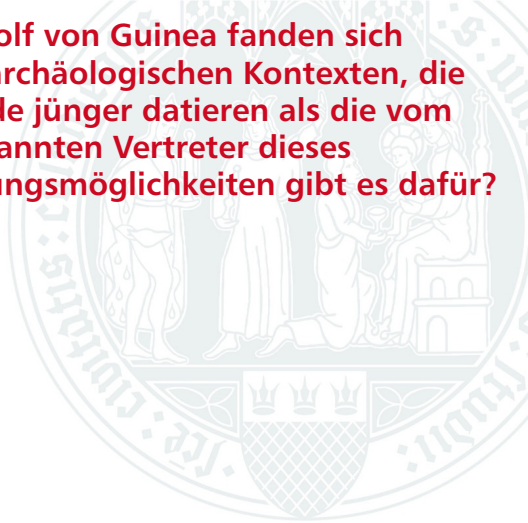 olf von Guinea fanden sich
rchäologischen Kontexten, die
de jünger datieren als die vom
annten Vertreter dieses
ungsmöglichkeiten gibt es dafür?